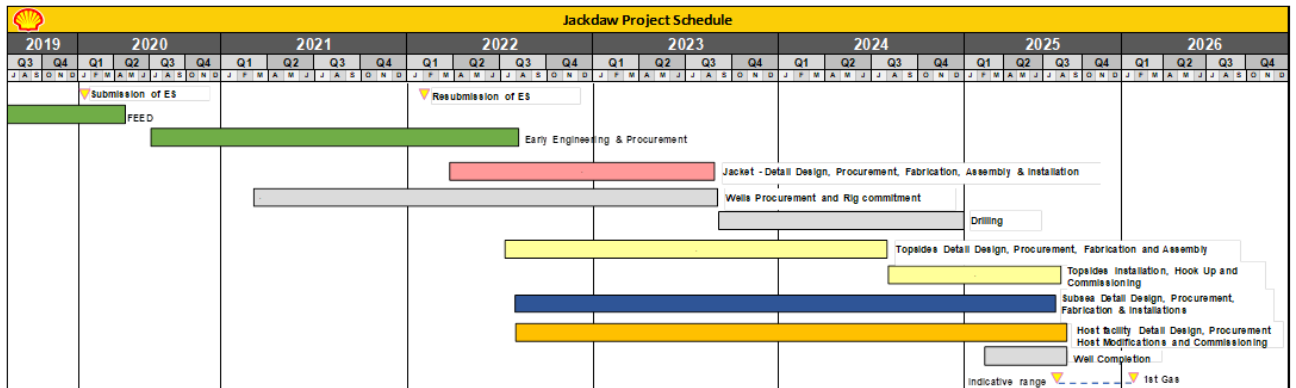 Jackdaw Project Schedule
2019 2020 2021 2022 2023 2024 2025 2026
Q3 Q4 Q1 Q2 Q3 Q4 Q1 Q2 Q3 Q4 Q1 Q2 Q3 Q4 Q1 Q2 Q3 Q4 Q1 Q2 Q3 Q4 Q1 Q2 Q3 Q4 Q1 Q2 Q3 Q4
J A S O N D J F M A M J J A S O N D J F M A M J J A S O N D J F M A M J J A S O N D J F M A M J J A S O N D J F M A M J J A S O N D J F M A M J J A S O N D J F M A M J J A S O N D
Submission of ES
Resubmission of ES
FEED
Early Engineering & Procurement
Jacket - Detail Design, Procurement, Fabrication, Assembly & Installation
Wells Procurement and Rig commitment
Drilling
Topsides Detail Design, Procurement, Fabrication and Assembly
Topsides Installation, Hook Up and
Commissioning
Subsea Detail Design, Procurement,
Fabrication & Installations
Host facility Detail Design, Procurement
Host Modifications and Commissioning
Well Completion
Indicative range
1st Gas